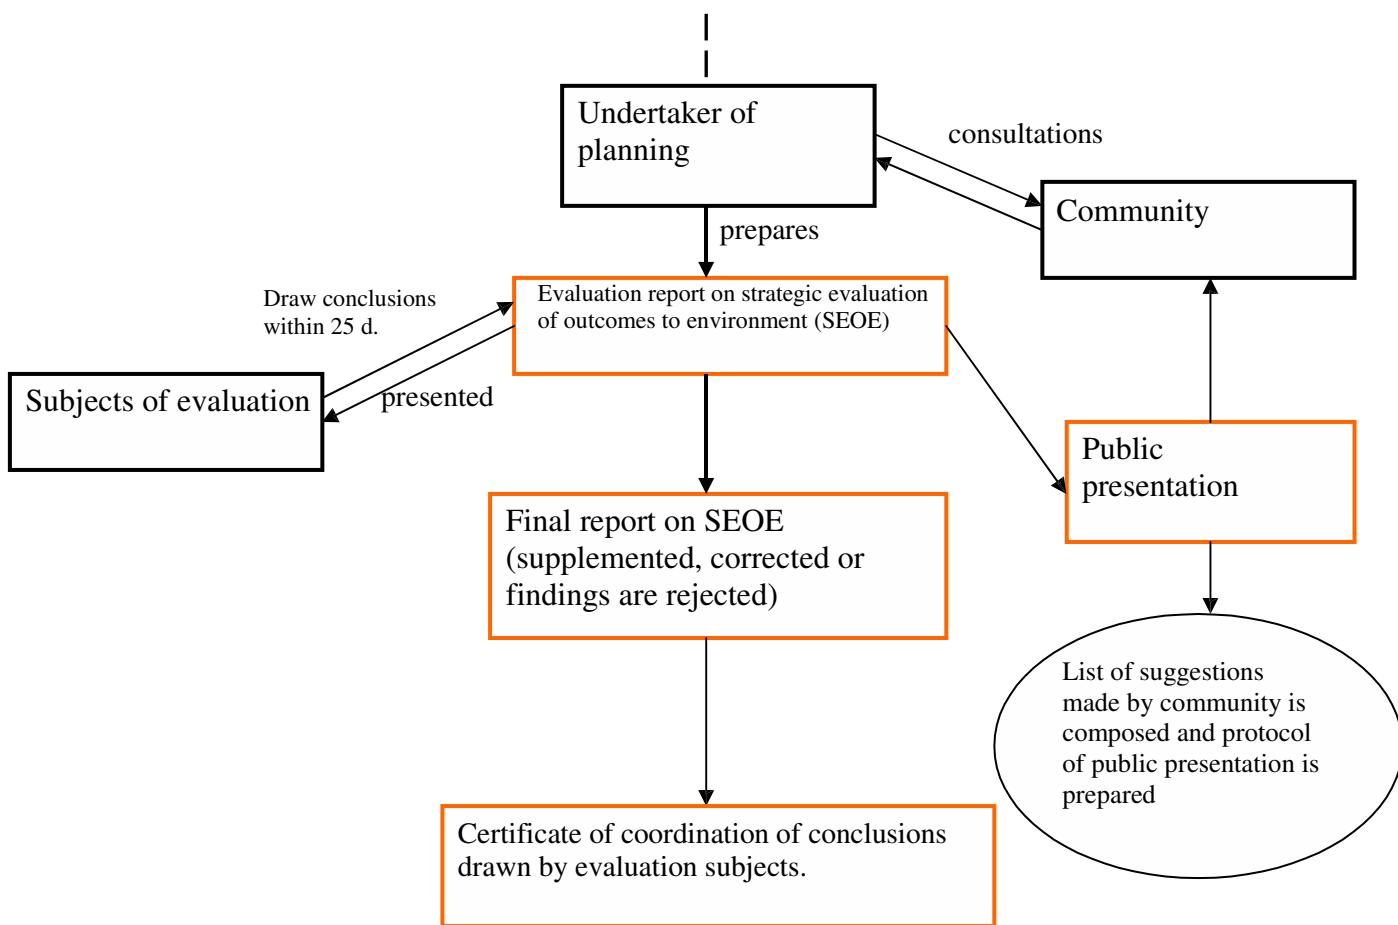 Undertaker of
planning
consultations
Community
prepares
Evaluation report on strategic evaluation
of outcomes to environment (SEOE)
Draw conclusions
within 25 d.
presented
Subjects of evaluation
Public
presentation
Final report on SEOE
(supplemented, corrected or
findings are rejected)
List of suggestions
made by community is
composed and protocol
of public presentation is
prepared
Certificate of coordination of conclusions
drawn by evaluation subjects.